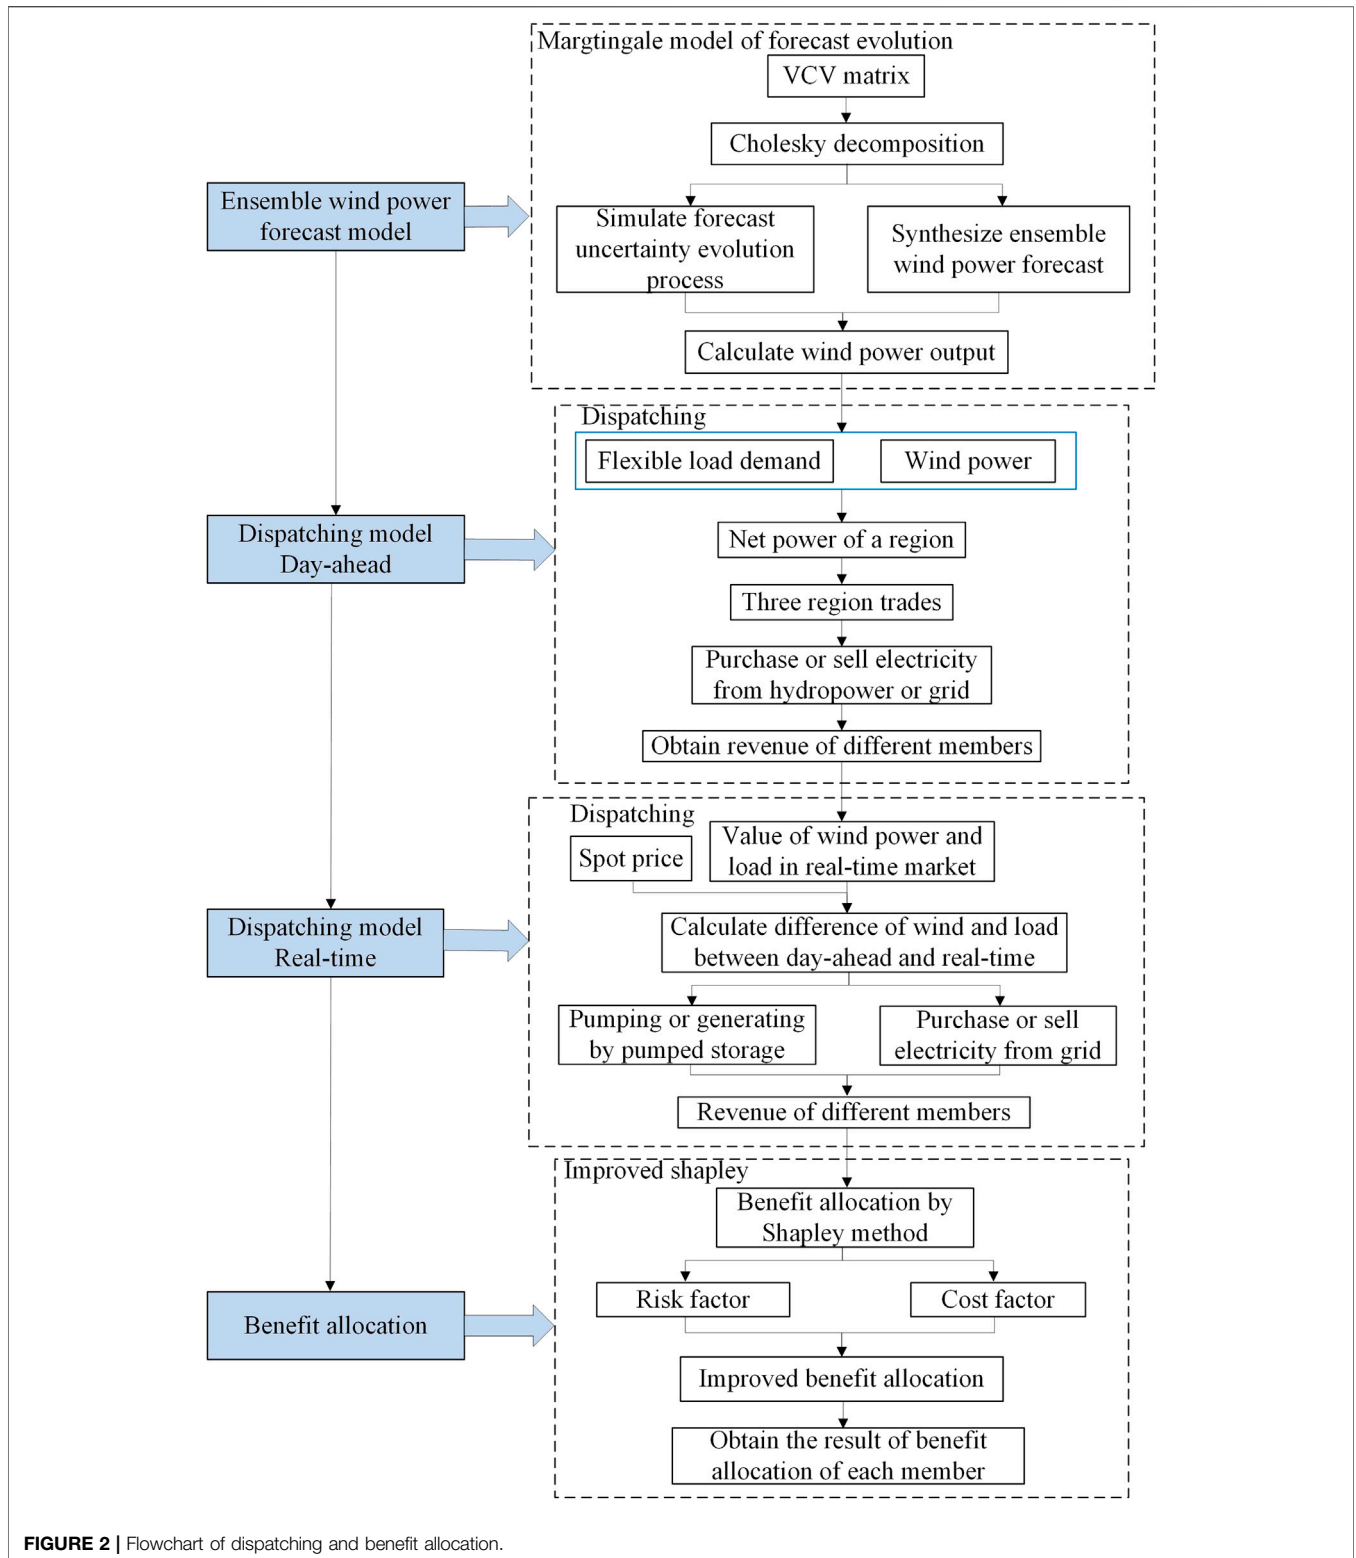 Margtingale model of forecast evolution
VCV matrix
Cholesky decomposition
Ensemble wind power
forecast model
Simulate forecast
uncertainty evolution
process
Synthesize ensemble
wind power forecast
Calculate wind power output
Dispatching
Flexible load demand
Wind power
Dispatching model
Day-ahead
Net power of a region
Three region trades
Purchase or sell electricity
from hydropower or grid
Obtain revenue of different members
Dispatching
Spot price
Value of wind power and
load in real-time market
Dispatching model
Real-time
Calculate difference of wind and load
between day-ahead and real-time
Pumping or generating
by pumped storage
Purchase or sell
electricity from grid
Revenue of different members
Improved shapley
Benefit allocation by
Shapley method
Risk factor
Cost factor
Benefit allocation
Improved benefit allocation
Obtain the result of benefit
allocation of each member
FIGURE 2 | Flowchart of dispatching and benefit allocation.